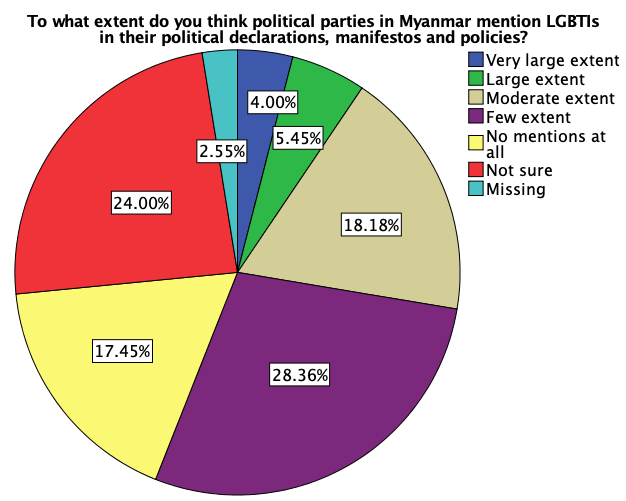 To what extent do you think political parties in Myanmar mention LGBTIs
in their political declarations, manifestos and policies?
Very large extent
Large extent
Moderate extent
Few extent
No mentions at
all
Not sure
Missing
4.00%
5.45%
2.55%
24.00%
18.18%
17.45%
28.36%